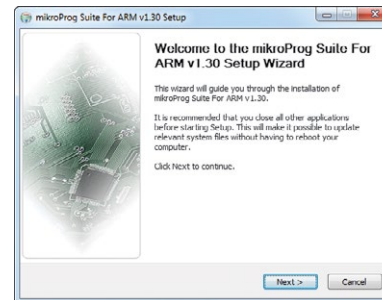 mikroProg Suite For ARM v1.30 Setup
Welcome to the mikroProg Suite For
ARM v1.30 Setup Wizard
This wizard will guide you through the installation of
mikroProg Suite For ARM v1.30.
It is recommended that you close all other applications
before starting Setup. This will make it possible to update
relevant system files without having to reboot your
computer.
Click Next to continue.
Next >
Cancel